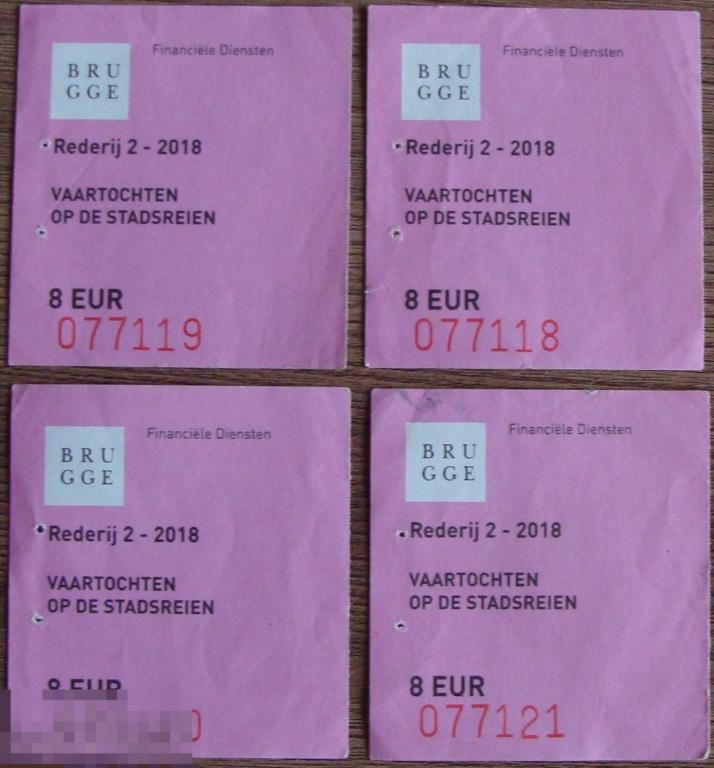 BRU
GGE
Financiële Diensten
Rederij 2 - 2018
VAARTOCHTEN
OP DE STADSREIEN
8 EUR
077119
BRU
GGE
Financiële Diensten
Rederij 2 - 2018
VAARTOCHTEN
OP DE STADSREIEN
8 EUR
077118
BRU
GGE
Financiële Diensten
Rederij 2 - 2018
VAARTOCHTEN
OP DE STADSREIEN
8 EUR
BRU
GGE
Financiële Diensten
Rederij 2 - 2018
VAARTOCHTEN
OP DE STADSREIEN
8 EUR
077121